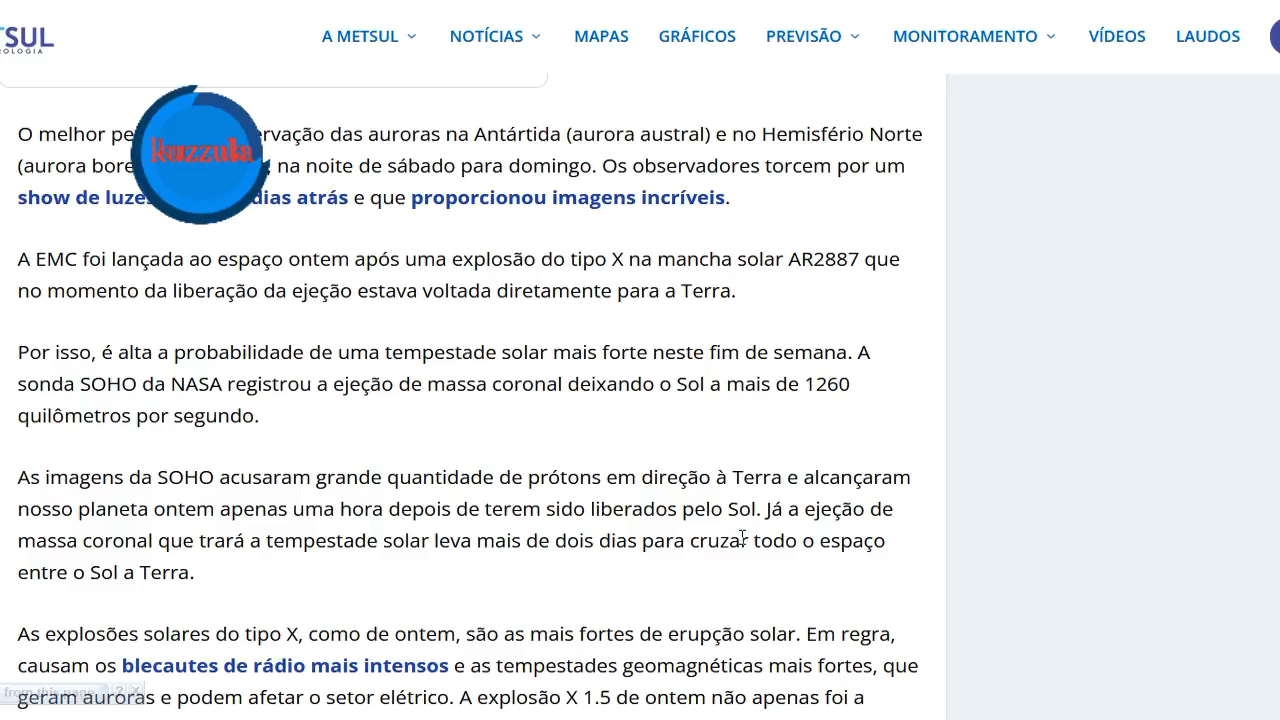 TSUL
OROLOGIA
A METSUL NOTÍCIAS MAPAS GRÁFICOS PREVISÃO MONITORAMENTO VÍDEOS LAUDOS
O melhor pe ervação das auroras na Antártida (aurora austral) e no Hemisfério Norte
Ruzzula
(aurora bore , na noite de sábado para domingo. Os observadores torcem por um
show de luzes dias atrás e que proporcionou imagens incríveis.
A EMC foi lançada ao espaço ontem após uma explosão do tipo X na mancha solar AR2887 que
no momento da liberação da ejeção estava voltada diretamente para a Terra.
Por isso, é alta a probabilidade de uma tempestade solar mais forte neste fim de semana. A
sonda SOHO da NASA registrou a ejeção de massa coronal deixando o Sol a mais de 1260
quilômetros por segundo.
As imagens da SOHO acusaram grande quantidade de prótons em direção à Terra e alcançaram
nosso planeta ontem apenas uma hora depois de terem sido liberados pelo Sol. Já a ejeção de
massa coronal que trará a tempestade solar leva mais de dois dias para cruzar todo o espaço
entre o Sol a Terra.
As explosões solares do tipo X, como de ontem, são as mais fortes de erupção solar. Em regra,
causam os blecautes de rádio mais intensos e as tempestades geomagnéticas mais fortes, que
from this page ? X
geram auroras e podem afetar o setor elétrico. A explosão X 1.5 de ontem não apenas foi a